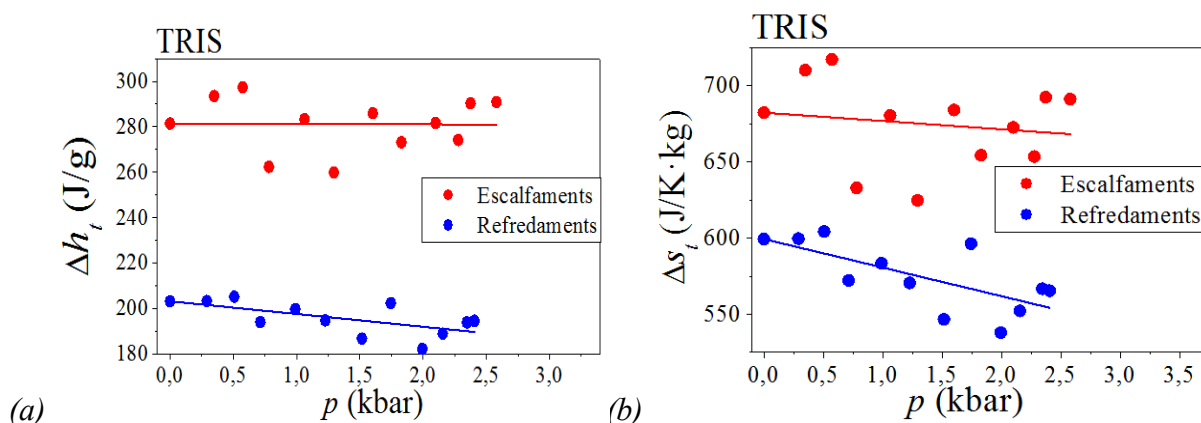 TRIS
300
280
260
240
220
200
180
Δh_t (J/g)
Escalfaments
Refredaments
0,0 0,5 1,0 1,5 2,0 2,5 3,0
p (kbar)
(a)
TRIS
700
650
600
550
Δs_t (J/K·kg)
Escalfaments
Refredaments
0,0 0,5 1,0 1,5 2,0 2,5 3,0 3,5
p (kbar)
(b)